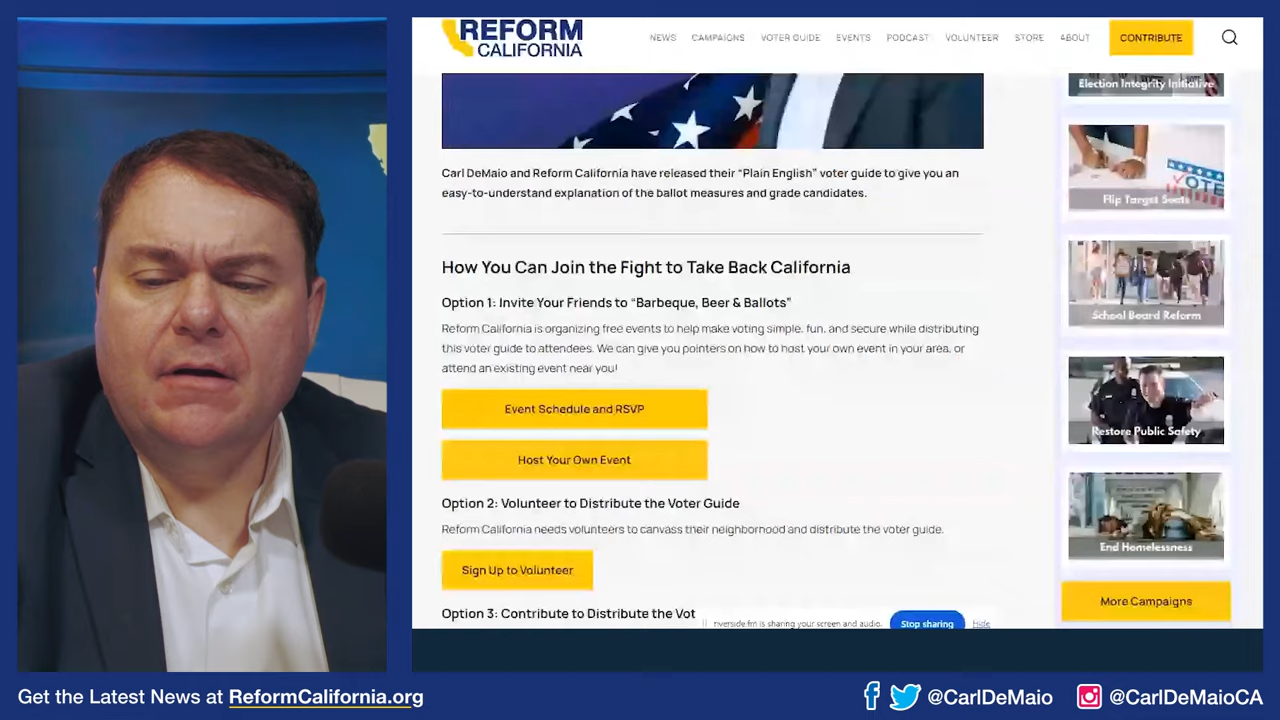 REFORM
CALIFORNIA
NEWS CAMPAIGNS VOTER GUIDE EVENTS PODCAST VOLUNTEER STORE ABOUT CONTRIBUTE
Election Integrity Initiative
Carl DeMaio and Reform California have released their “Plain English” voter guide to give you an
easy-to-understand explanation of the ballot measures and grade candidates.
VOTE
Flip Target Seats
How You Can Join the Fight to Take Back California
Option 1: Invite Your Friends to “Barbeque, Beer & Ballots”
Reform California is organizing free events to help make voting simple, fun, and secure while distributing
this voter guide to attendees. We can give you pointers on how to host your own event in your area, or
attend an existing event near you!
School Board Reform
Event Schedule and RSVP
Restore Public Safety
Host Your Own Event
Option 2: Volunteer to Distribute the Voter Guide
Reform California needs volunteers to canvass their neighborhood and distribute the voter guide.
End Homelessness
Sign Up to Volunteer
More Campaigns
Option 3: Contribute to Distribute the Vot
riverside.fm is sharing your screen and audio. Stop sharing Hide
Get the Latest News at ReformCalifornia.org
@CarlDeMaio @CarlDeMaioCA